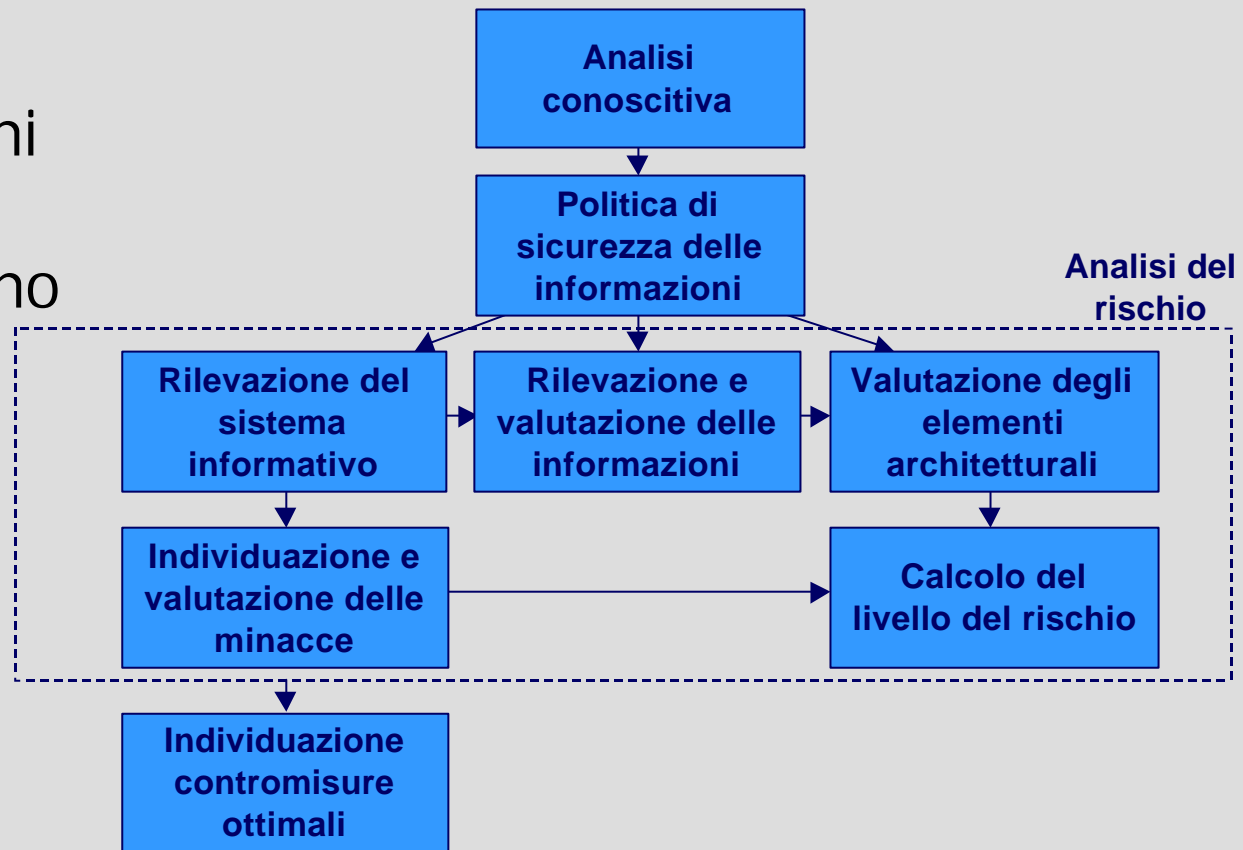 Analisi
conoscitiva
ni
Politica di
sicurezza delle
informazioni
no
Analisi del
rischio
Rilevazione del
sistema
informativo
Rilevazione e
valutazione delle
informazioni
Valutazione degli
elementi
architetturali
Individuazione e
valutazione delle
minacce
Calcolo del
livello del rischio
Individuazione
contromisure
ottimali